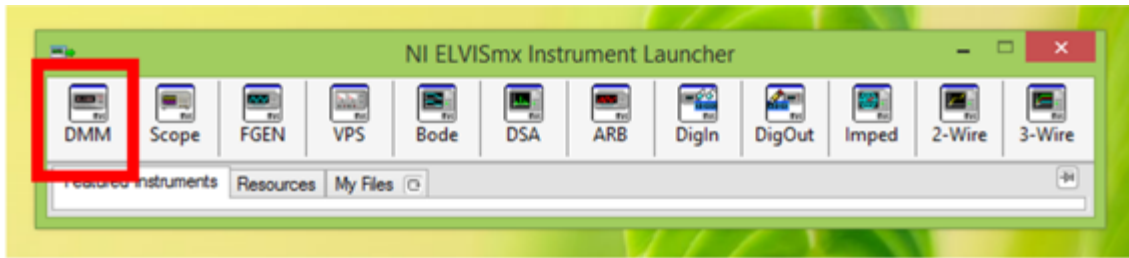 NI ELVISmx Instrument Launcher
DMM Scope FGEN VPS Bode DSA ARB DigIn DigOut Imped 2-Wire 3-Wire
Featured Instruments Resources My Files